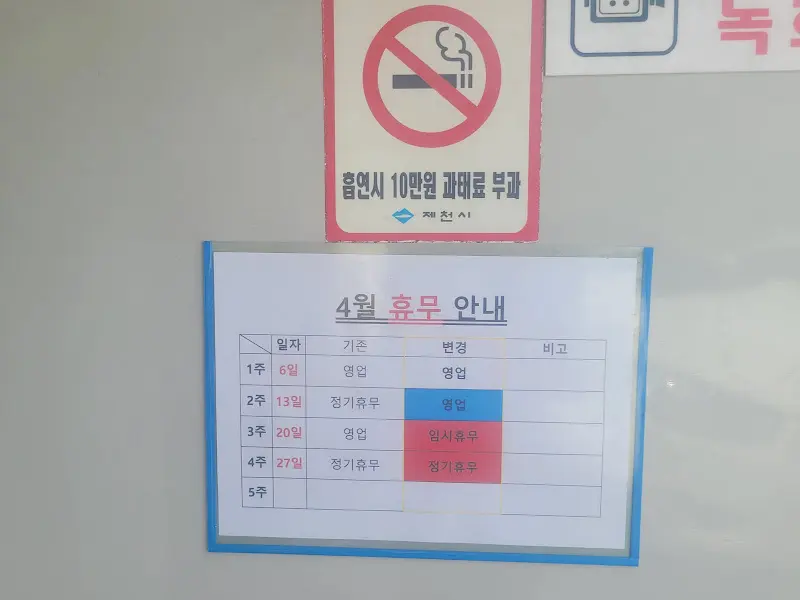 흡연시 10만원 과태료 부과
제천시
4월 휴무 안내
일자 기존 변경 비고
1주 6일 영업 영업
2주 13일 정기휴무 영업
3주 20일 영업 임시휴무
4주 27일 정기휴무 정기휴무
5주